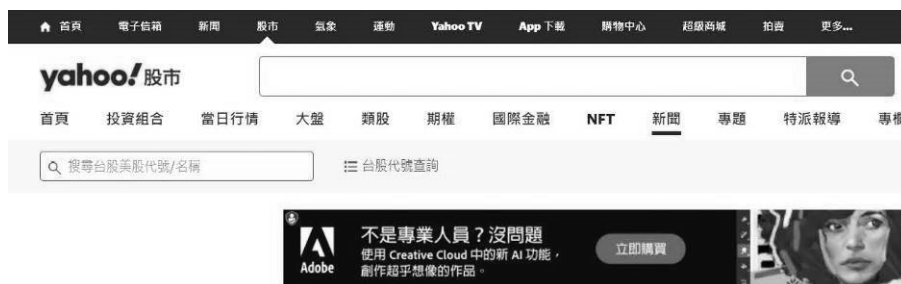 首頁 電子信箱 新聞 股市 氣象 運動 Yahoo TV App 下載 購物中心 超級商城 拍賣 更多...
yahoo! 股市
首頁 投資組合 當日行情 大盤 類股 期權 國際金融 NFT 新聞 專題 特派報導 專欄
搜尋台股美股代號/名稱 台股代號查詢
不是專業人員？沒問題
使用 Creative Cloud 中的新 AI 功能，
創作超乎想像的作品。
Adobe
立即購買